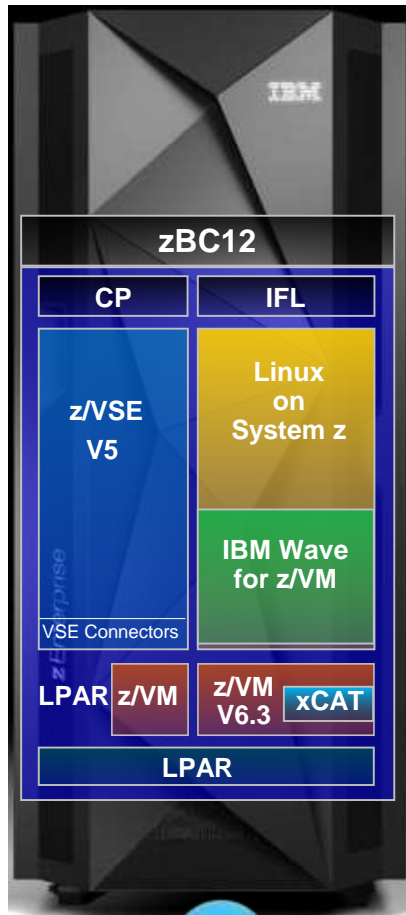 IBM
zBC12
CP
IFL
z/VSE
V5
Linux
on
System z
IBM Wave
for z/VM
zEnterprise
VSE Connectors
LPAR
z/VM
z/VM
V6.3
xCAT
LPAR